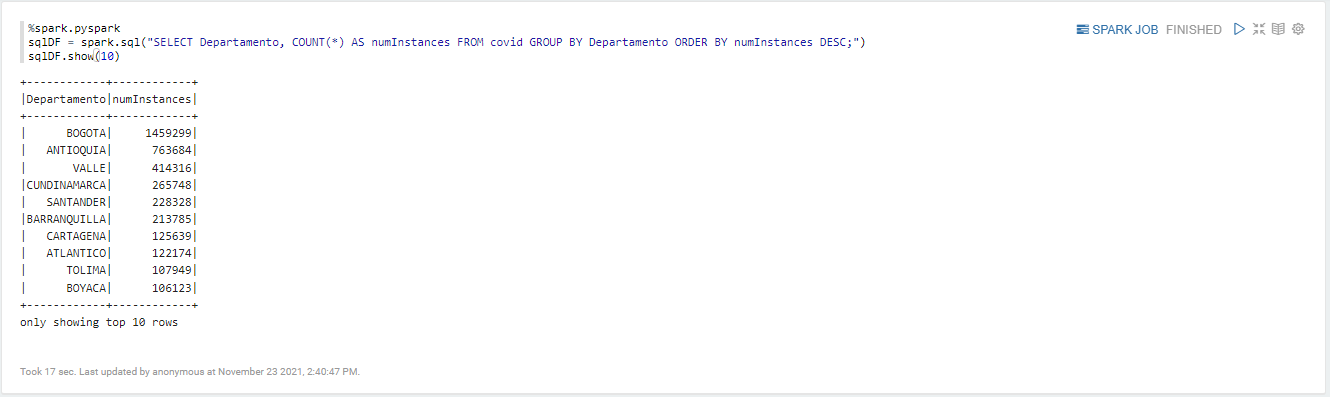 %spark.pyspark
SPARK JOB FINISHED
sqlDF = spark.sql("SELECT Departamento, COUNT(*) AS numInstances FROM covid GROUP BY Departamento ORDER BY numInstances DESC;")
sqlDF.show(10)
+------------+------------+
|Departamento|numInstances|
+------------+------------+
|      BOGOTA|     1459299|
|   ANTIOQUIA|      763684|
|       VALLE|      414316|
|CUNDINAMARCA|      265748|
|   SANTANDER|      228328|
|BARRANQUILLA|      213785|
|   CARTAGENA|      125639|
|   ATLANTICO|      122174|
|      TOLIMA|      107949|
|      BOYACA|      106123|
+------------+------------+
only showing top 10 rows
Took 17 sec. Last updated by anonymous at November 23 2021, 2:40:47 PM.